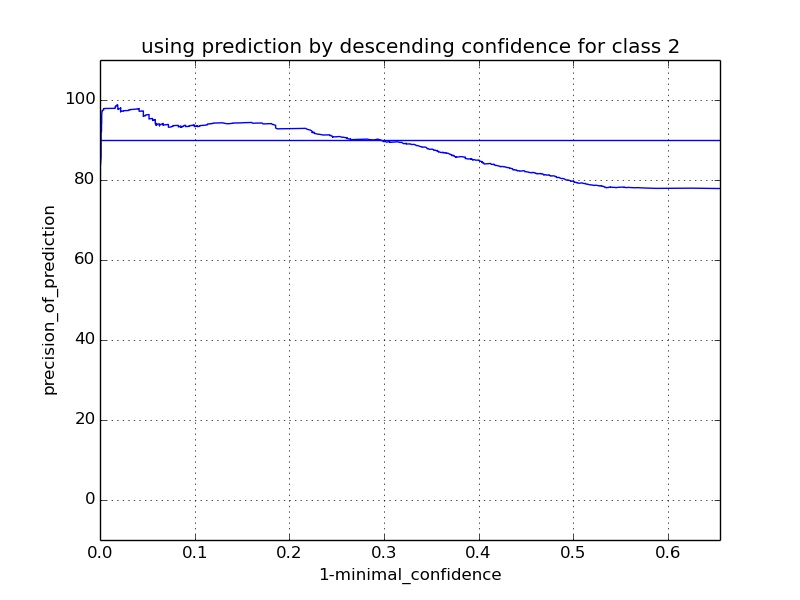 using prediction by descending confidence for class 2
100
80
60
40
20
0
precision_of_prediction
0.0 0.1 0.2 0.3 0.4 0.5 0.6
1-minimal_confidence